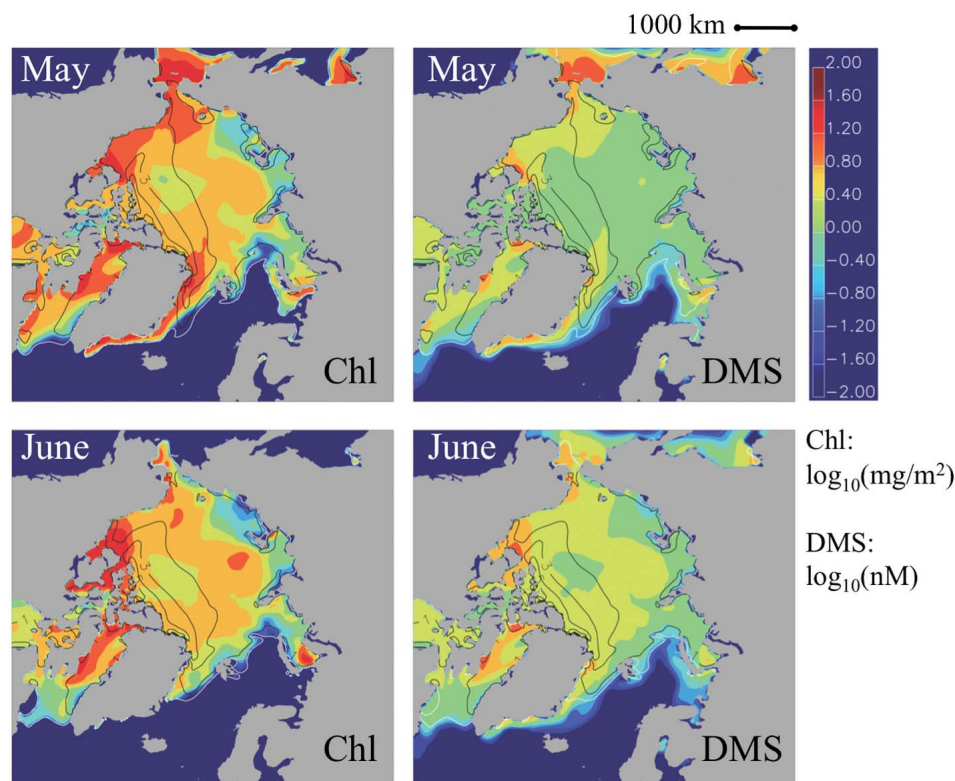 1000 km
May
Chl
May
DMS
2.00
1.60
1.20
0.80
0.40
0.00
−0.40
−0.80
−1.20
−1.60
−2.00
June
Chl
June
DMS
Chl:
log₁₀(mg/m²)
DMS:
log₁₀(nM)